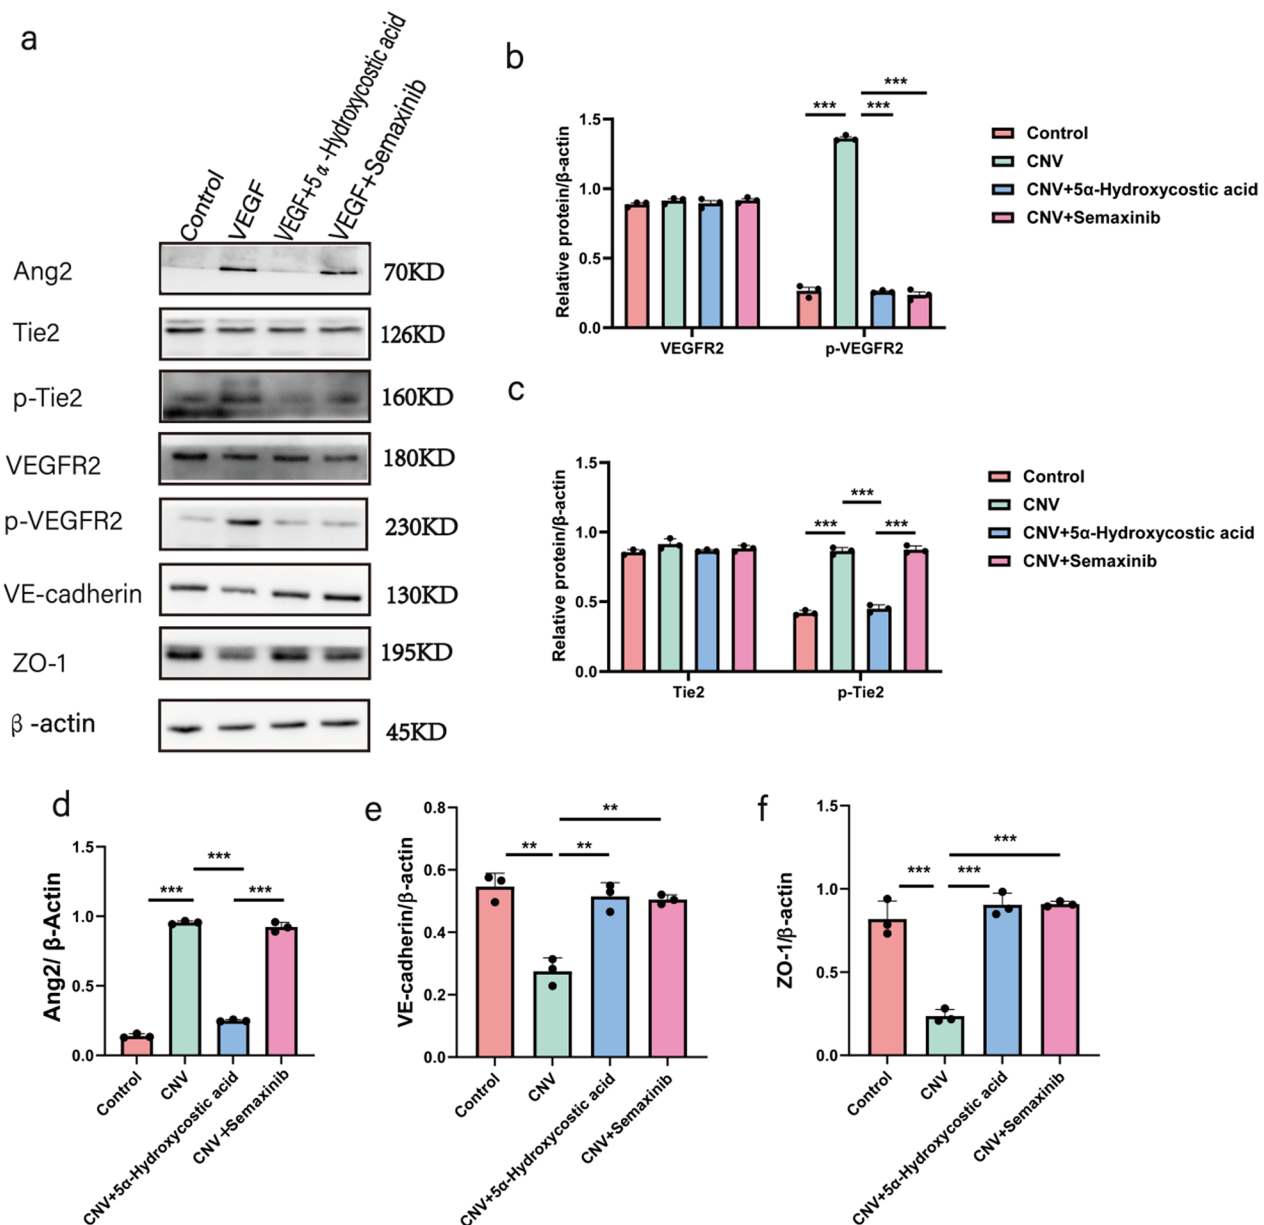 a
Control
VEGF
VEGF+5α-Hydroxycostic acid
VEGF+Semaxinib
Ang2
70KD
Tie2
126KD
p-Tie2
160KD
VEGFR2
180KD
p-VEGFR2
230KD
VE-cadherin
130KD
ZO-1
195KD
β-actin
45KD
b
Relative protein/β-actin
1.5
1.0
0.5
0.0
***
***
***
VEGFR2
p-VEGFR2
Control
CNV
CNV+5α-Hydroxycostic acid
CNV+Semaxinib
c
Relative protein/β-actin
1.5
1.0
0.5
0.0
***
***
***
Tie2
p-Tie2
Control
CNV
CNV+5α-Hydroxycostic acid
CNV+Semaxinib
d
Ang2/ β-Actin
1.5
1.0
0.5
0.0
***
***
***
Control
CNV
CNV+5α-Hydroxycostic acid
CNV+Semaxinib
e
VE-cadherin/β-actin
0.8
0.6
0.4
0.2
0.0
**
**
**
Control
CNV
CNV+5α-Hydroxycostic acid
CNV+Semaxinib
f
ZO-1/β-actin
1.5
1.0
0.5
0.0
***
***
***
Control
CNV
CNV+5α-Hydroxycostic acid
CNV+Semaxinib